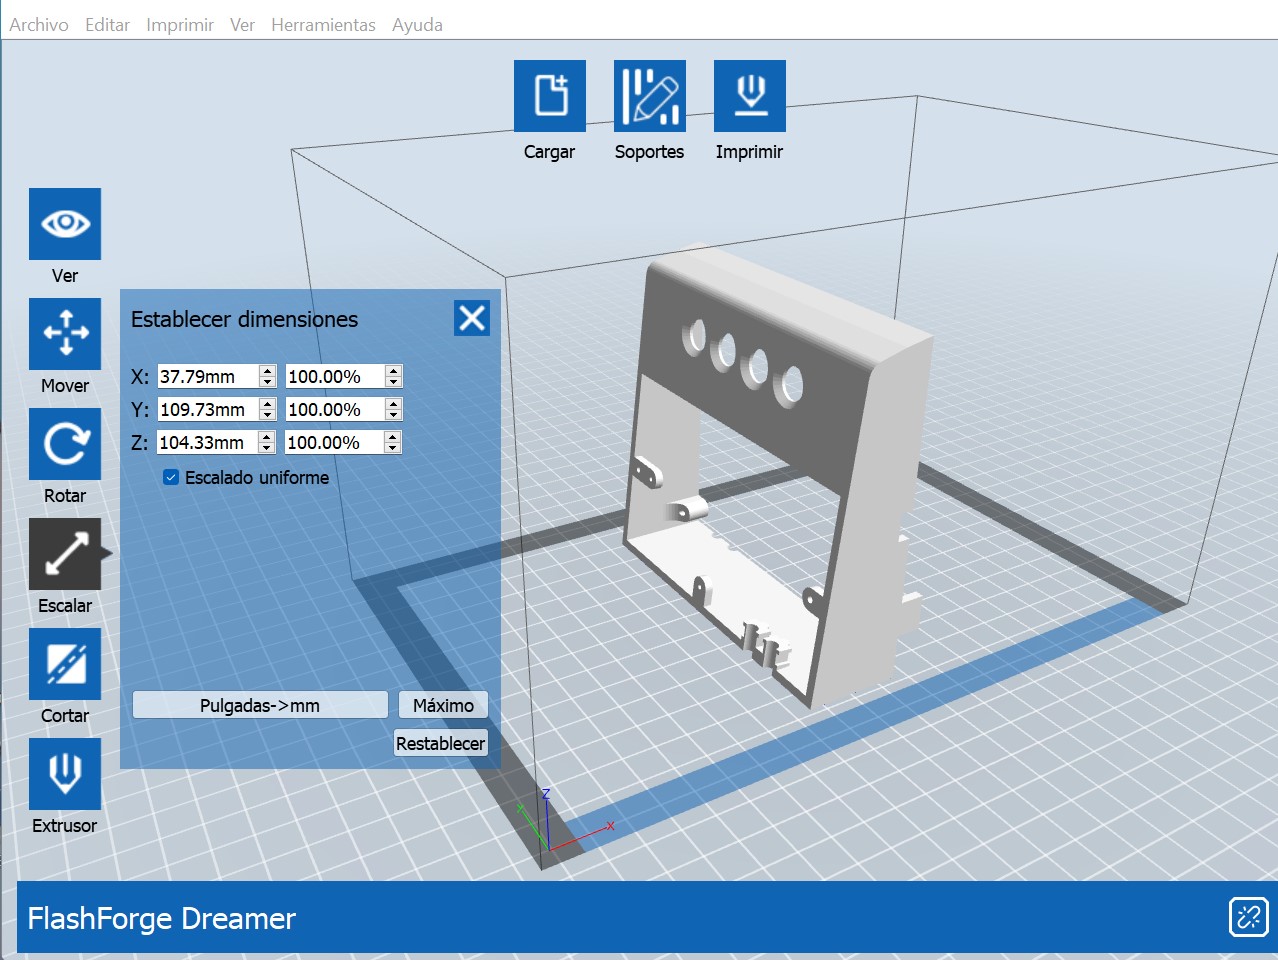 Archivo Editar Imprimir Ver Herramientas Ayuda
Cargar Soportes Imprimir
Ver
Mover
Rotar
Escalar
Cortar
Extrusor
Establecer dimensiones
X: 37.79mm 100.00%
Y: 109.73mm 100.00%
Z: 104.33mm 100.00%
Escalado uniforme
Pulgadas->mm Máximo
Restablecer
Z
Y
X
FlashForge Dreamer